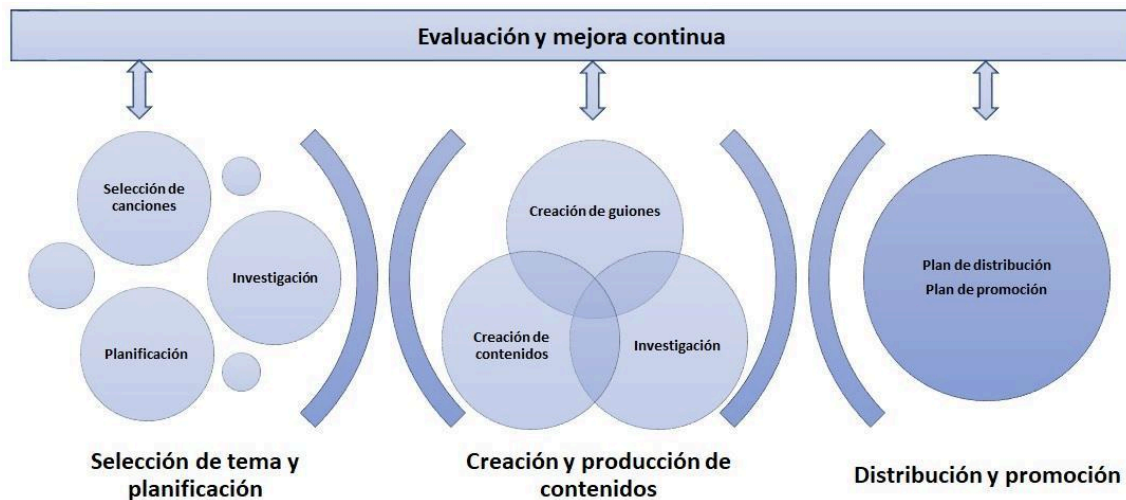 Evaluación y mejora continua
Selección de
canciones
Investigación
Planificación
Selección de tema y
planificación
Creación de guiones
Creación de
contenidos
Investigación
Creación y producción de
contenidos
Plan de distribución
Plan de promoción
Distribución y promoción